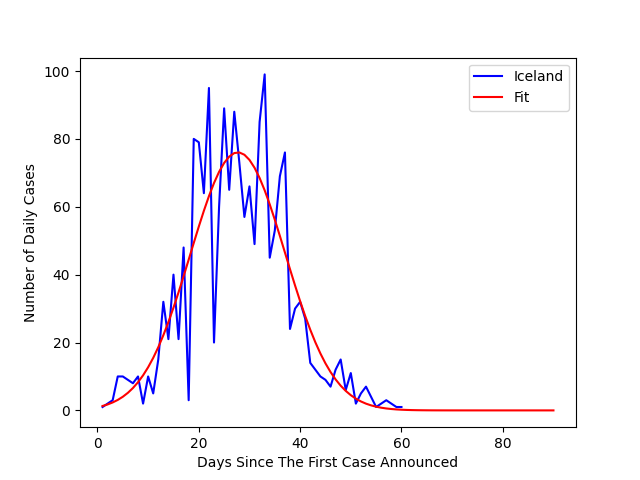 Iceland
Fit
100
80
60
40
20
0
Number of Daily Cases
0 20 40 60 80
Days Since The First Case Announced